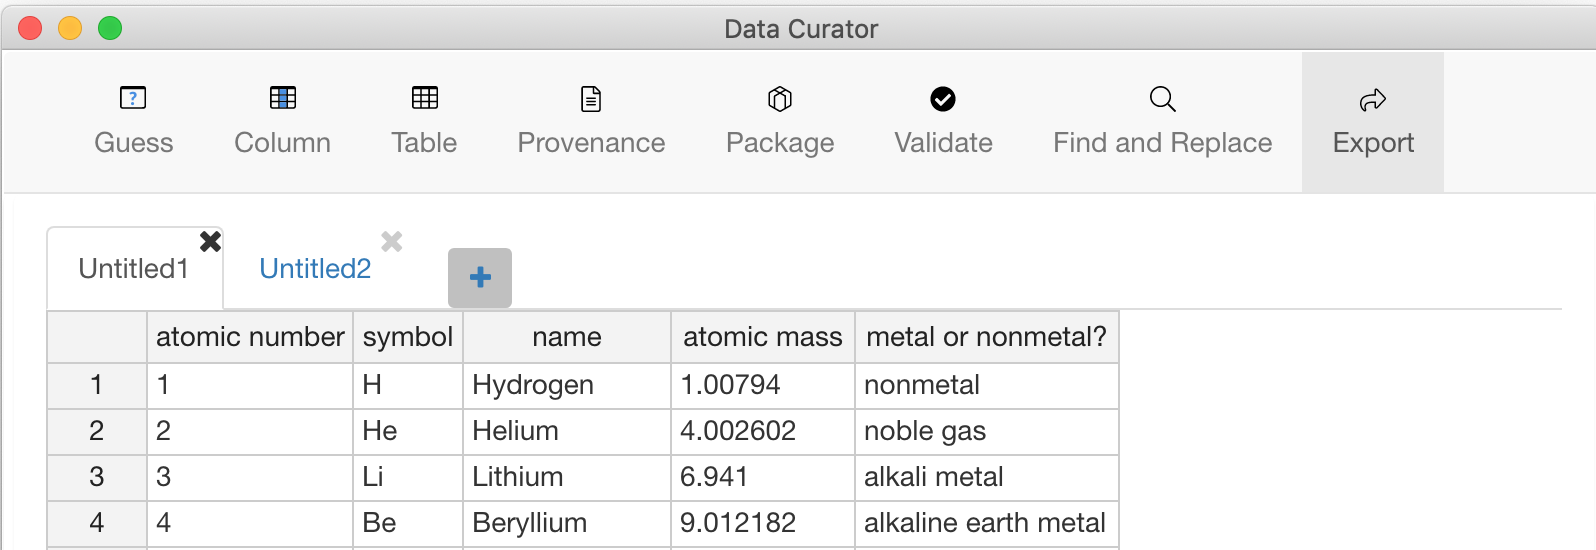 Data Curator
Guess Column Table Provenance Package Validate Find and Replace Export
Untitled1 Untitled2
atomic number symbol name atomic mass metal or nonmetal?
1 1 H Hydrogen 1.00794 nonmetal
2 2 He Helium 4.002602 noble gas
3 3 Li Lithium 6.941 alkali metal
4 4 Be Beryllium 9.012182 alkaline earth metal